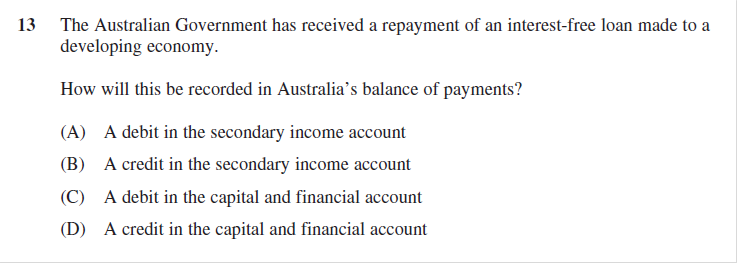 13 The Australian Government has received a repayment of an interest-free loan made to a
developing economy.
How will this be recorded in Australia’s balance of payments?
(A) A debit in the secondary income account
(B) A credit in the secondary income account
(C) A debit in the capital and financial account
(D) A credit in the capital and financial account